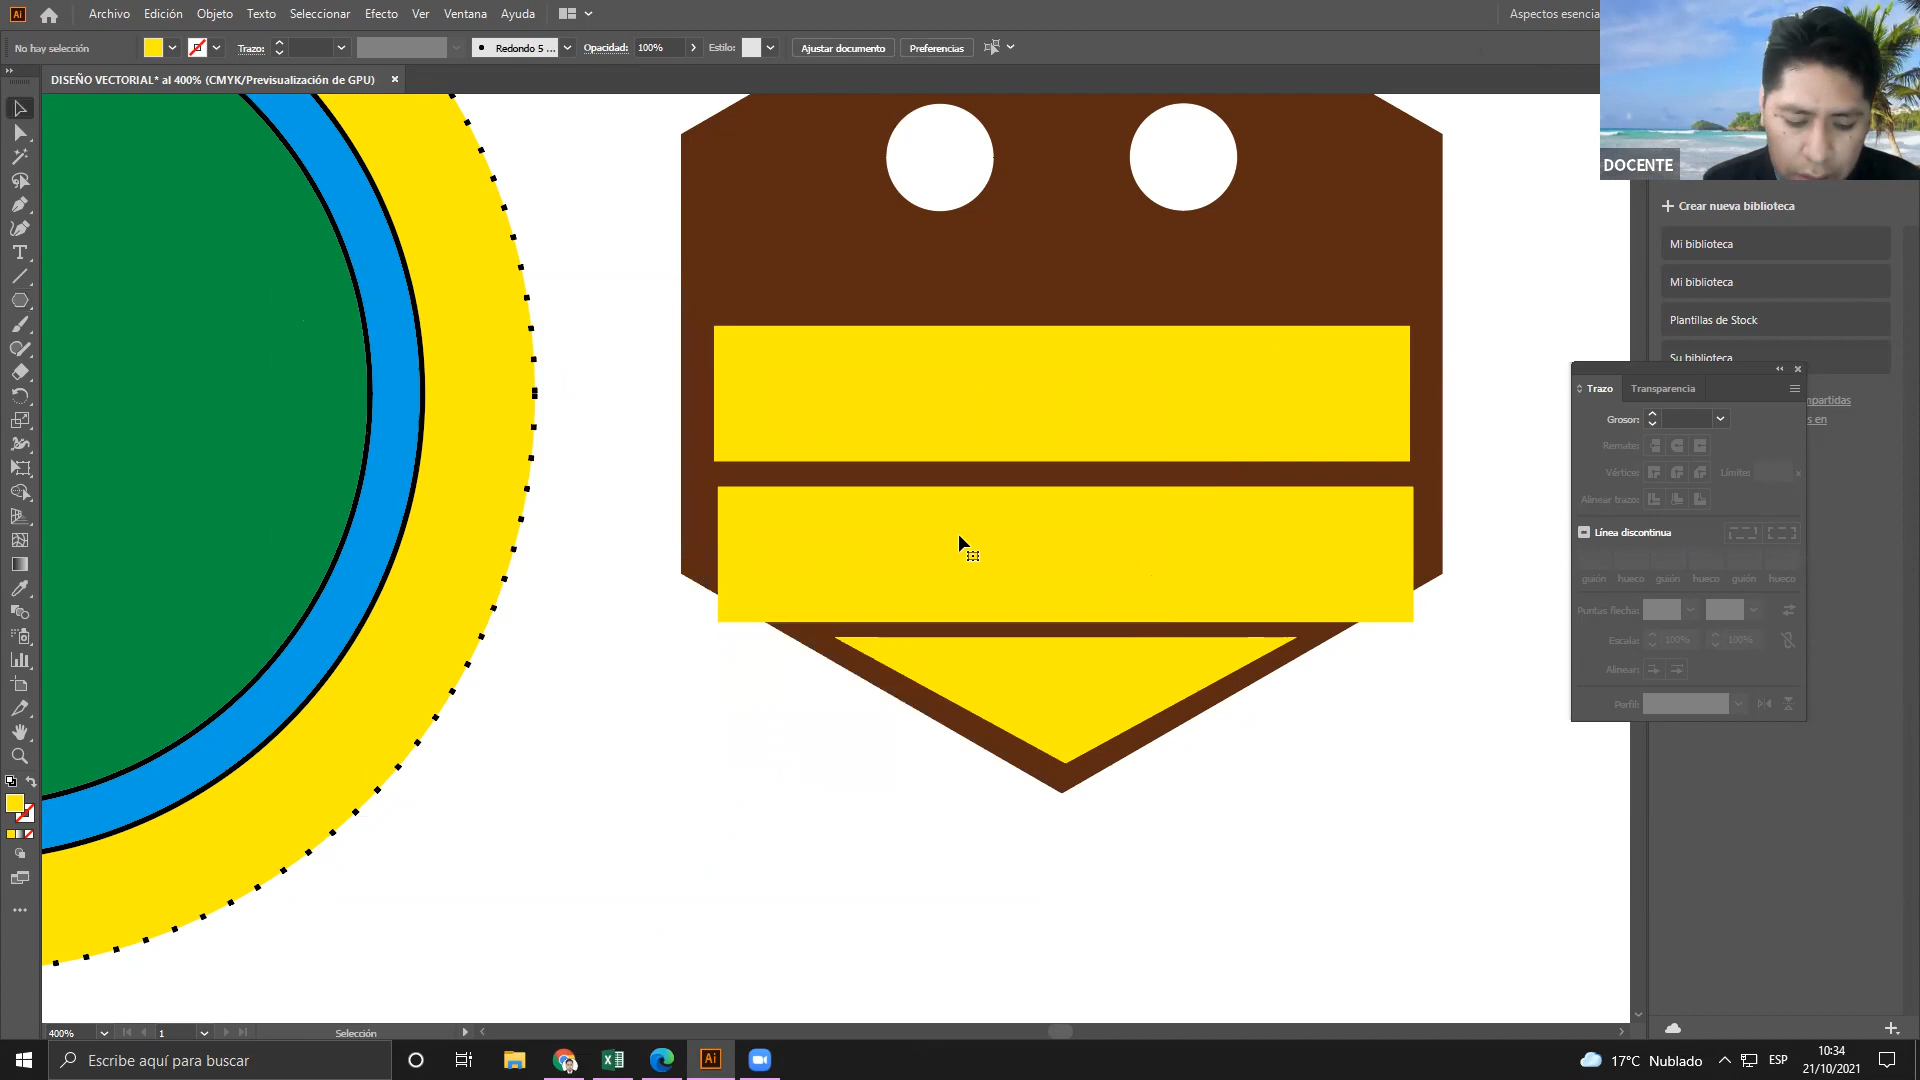 Archivo Edición Objeto Texto Seleccionar Efecto Ver Ventana Ayuda
Aspectos esencia
No hay selección
Trazo:
Redondo 5 ...
Opacidad: 100%
Estilo:
Ajustar documento
Preferencias
DISEÑO VECTORIAL* al 400% (CMYK/Previsualización de GPU)
DOCENTE
Crear nueva biblioteca
Mi biblioteca
Mi biblioteca
Plantillas de Stock
Su biblioteca
Trazo Transparencia
mpartidas
Grosor:
s en
Remate:
Vértice: Límite:
Alinear trazo:
Línea discontinua
guión hueco guión hueco guión hueco
Puntas flecha:
Escala: 100% 100%
Alinear:
Perfil:
400% 1 Selección
Escribe aquí para buscar
17°C Nublado
ESP
10:34
21/10/2021